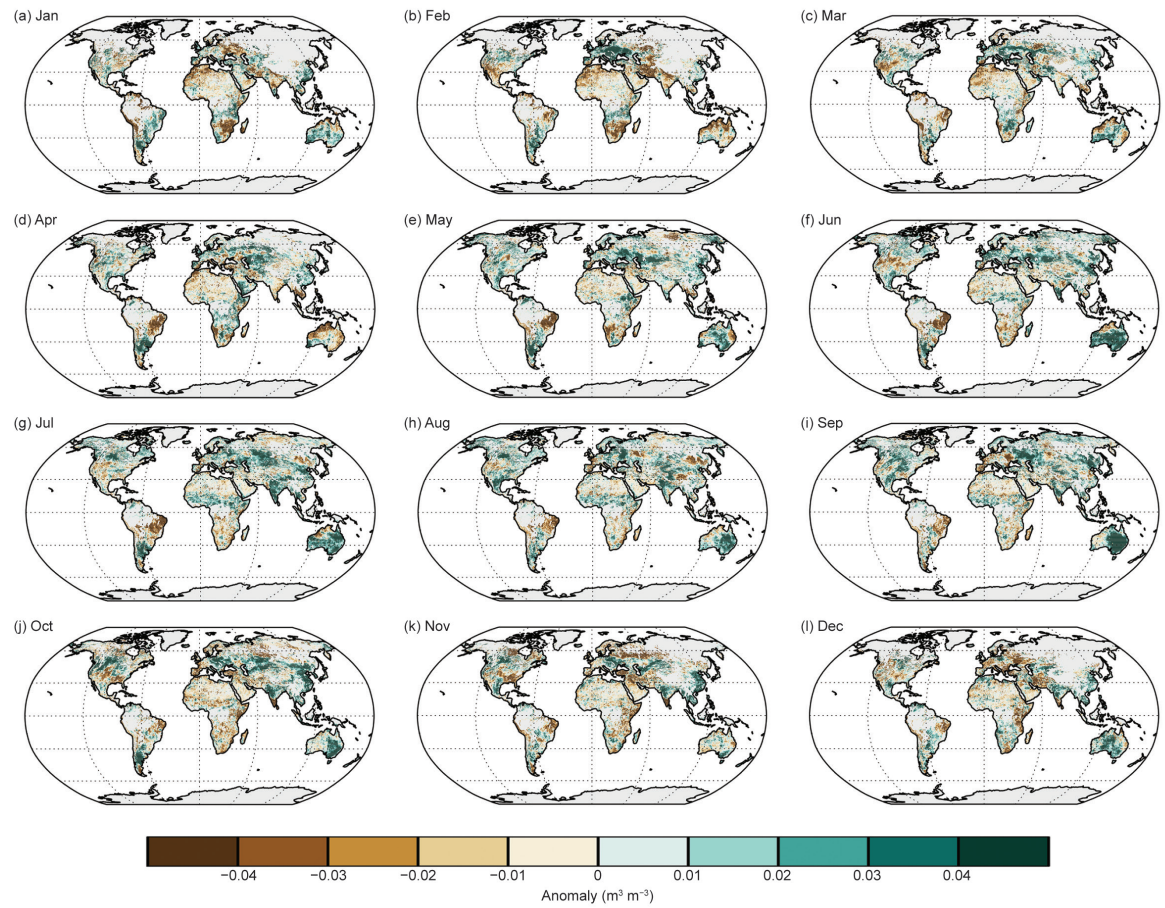 (a) Jan
(b) Feb
(c) Mar
(d) Apr
(e) May
(f) Jun
(g) Jul
(h) Aug
(i) Sep
(j) Oct
(k) Nov
(l) Dec
−0.04 −0.03 −0.02 −0.01 0 0.01 0.02 0.03 0.04
Anomaly (m³ m⁻³)